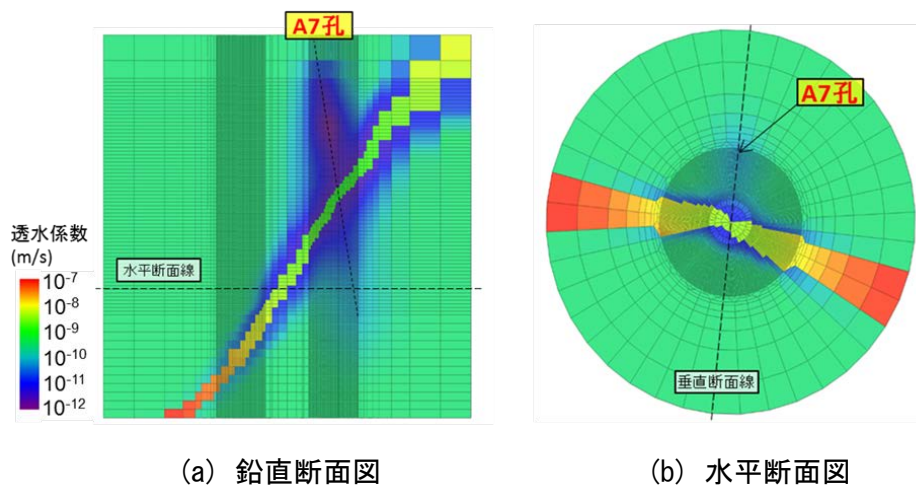 A7孔
A7孔
透水係数
(m/s)
水平断面線
10⁻⁷
10⁻⁸
10⁻⁹
10⁻¹⁰
10⁻¹¹
10⁻¹²
垂直断面線
(a) 鉛直断面図
(b) 水平断面図